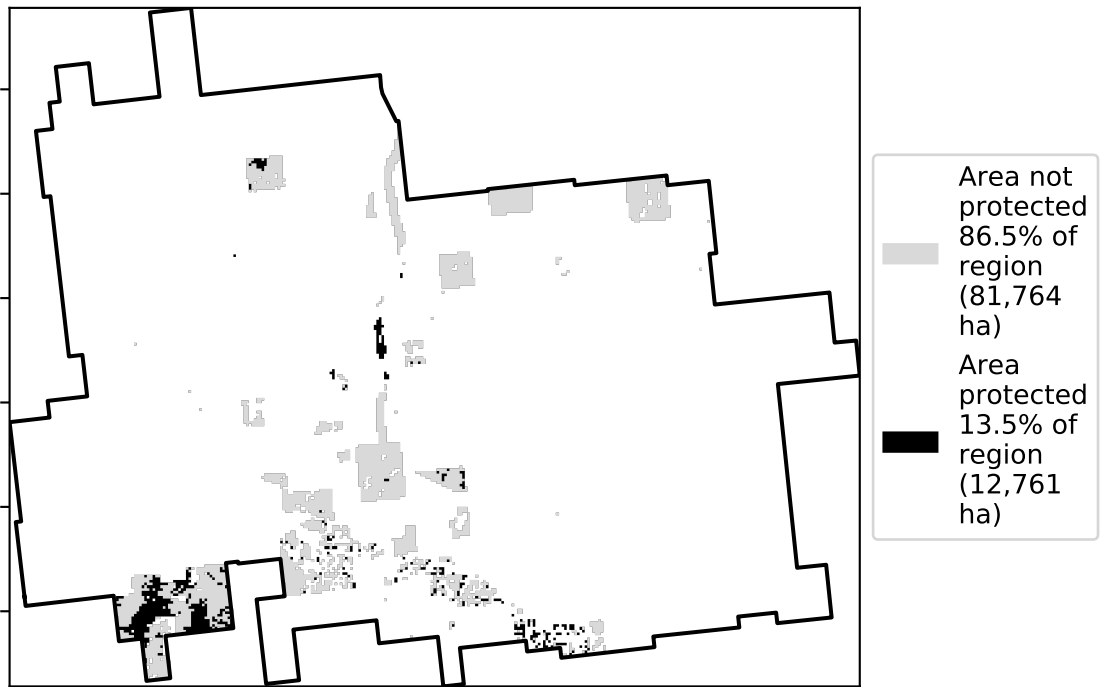 Area not
protected
86.5% of
region
(81,764
ha)
Area
protected
13.5% of
region
(12,761
ha)